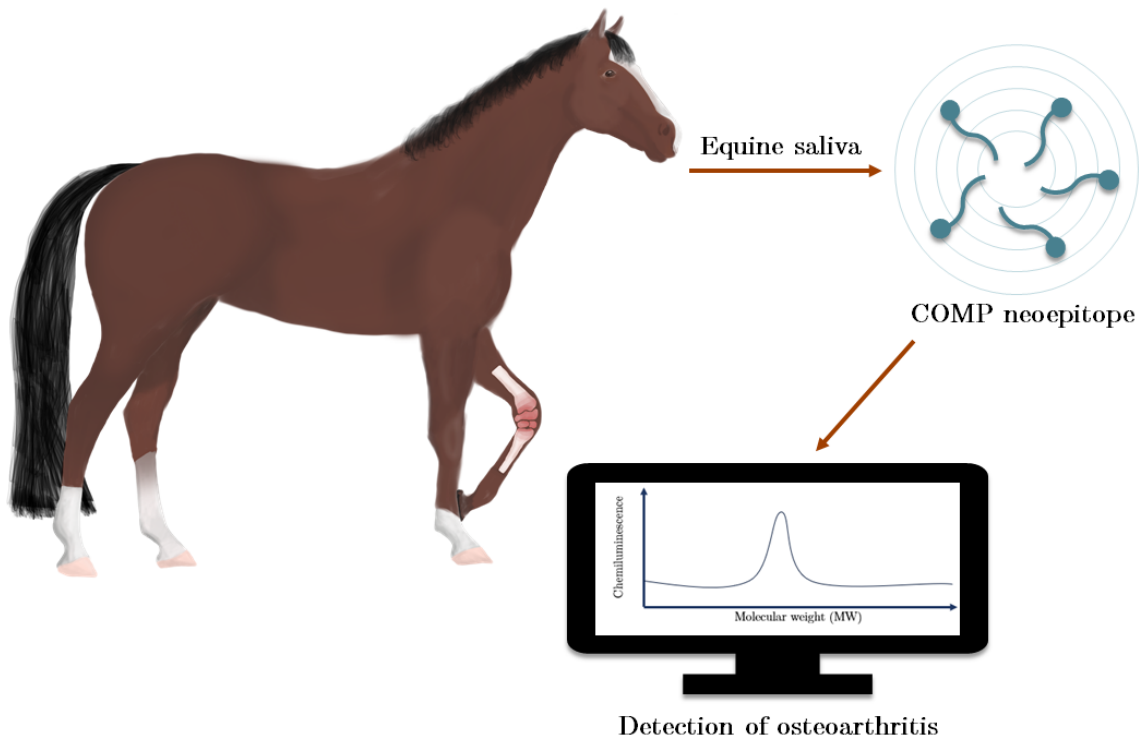 Equine saliva
COMP neoepitope
Chemiluminescence
Molecular weight (MW)
Detection of osteoarthritis